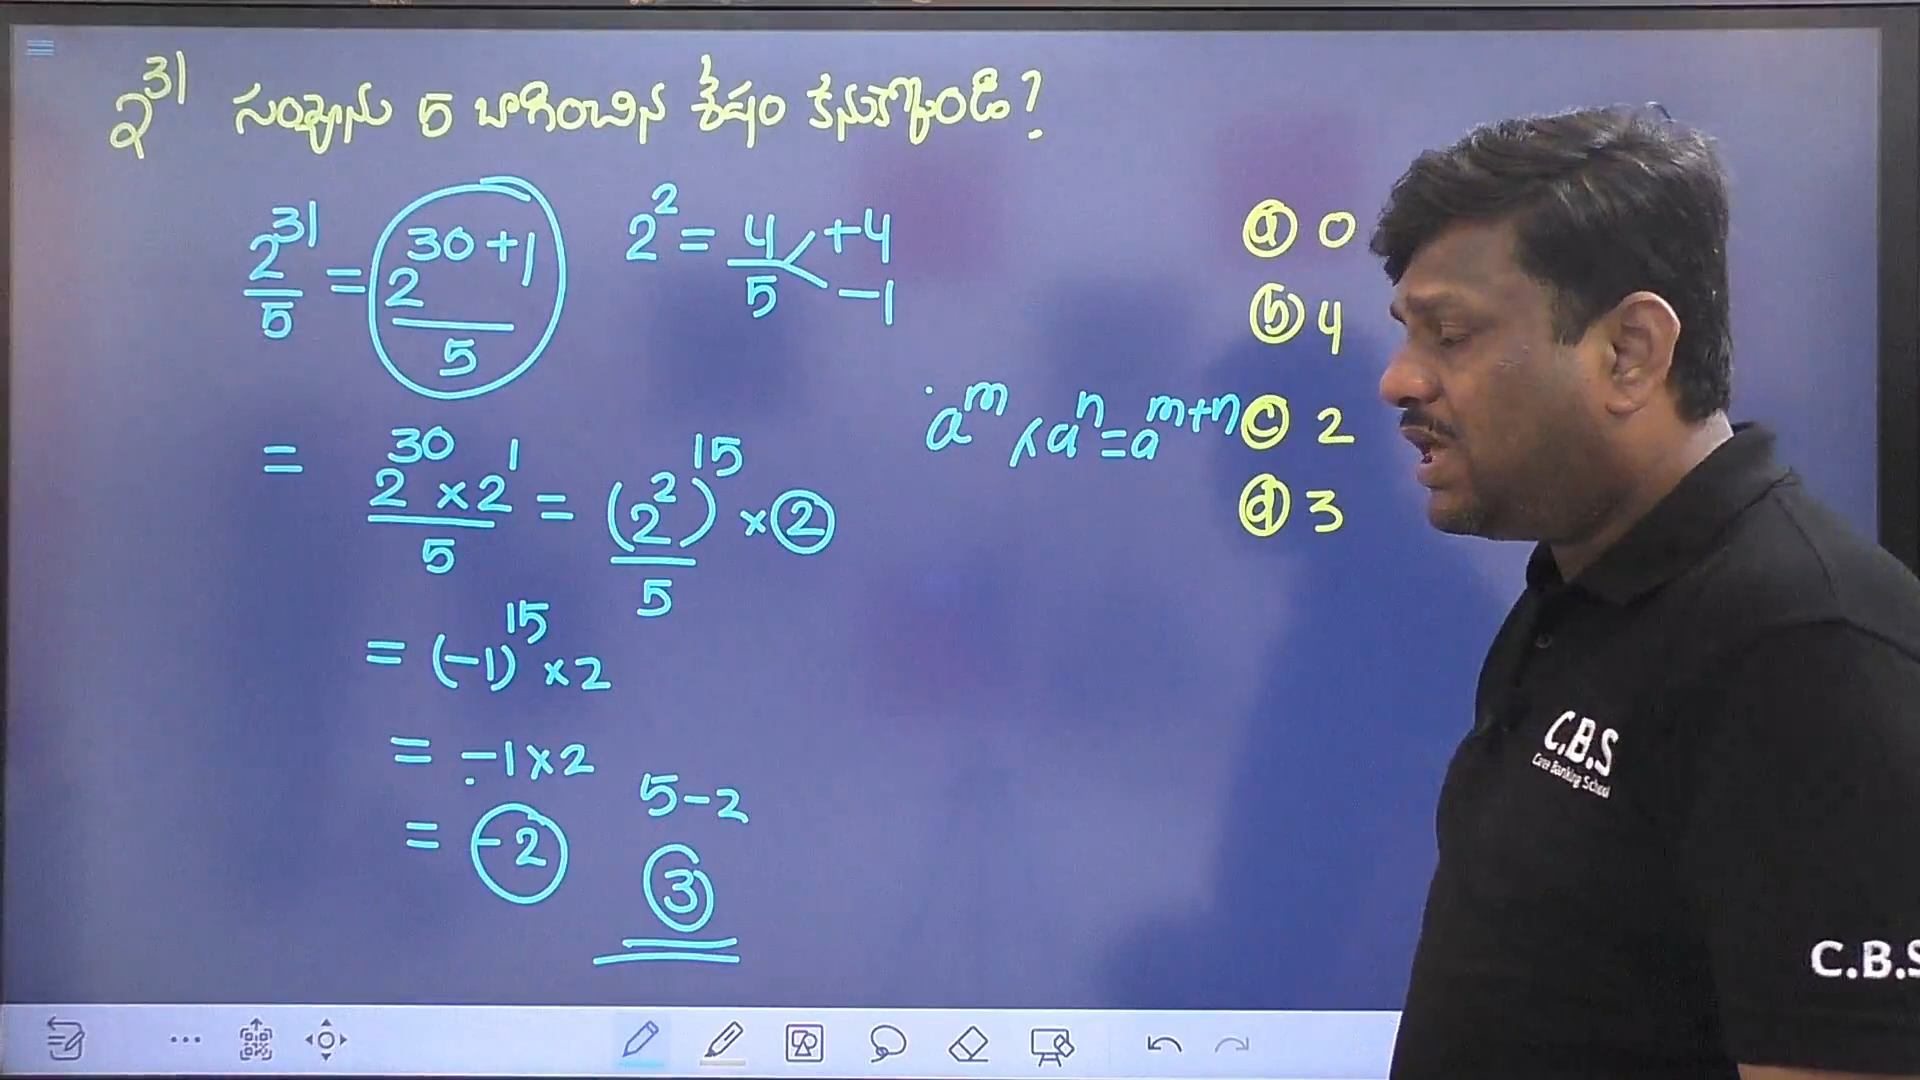 2^31 సంఖ్యను 5 బాగించిన శేషం కనుక్కోండి?
2^31/5 = 2^(30+1)/5
2^2 = 4/5 +4 -1
= (2^30 × 2^1)/5 = (2^2)^15/5 × 2
= (-1)^15 × 2
= -1 × 2
= -2
5-2
3
a^m × a^n = a^(m+n)
a 0
b 4
c 2
d 3
C.B.S
Caree Banking School
C.B.S